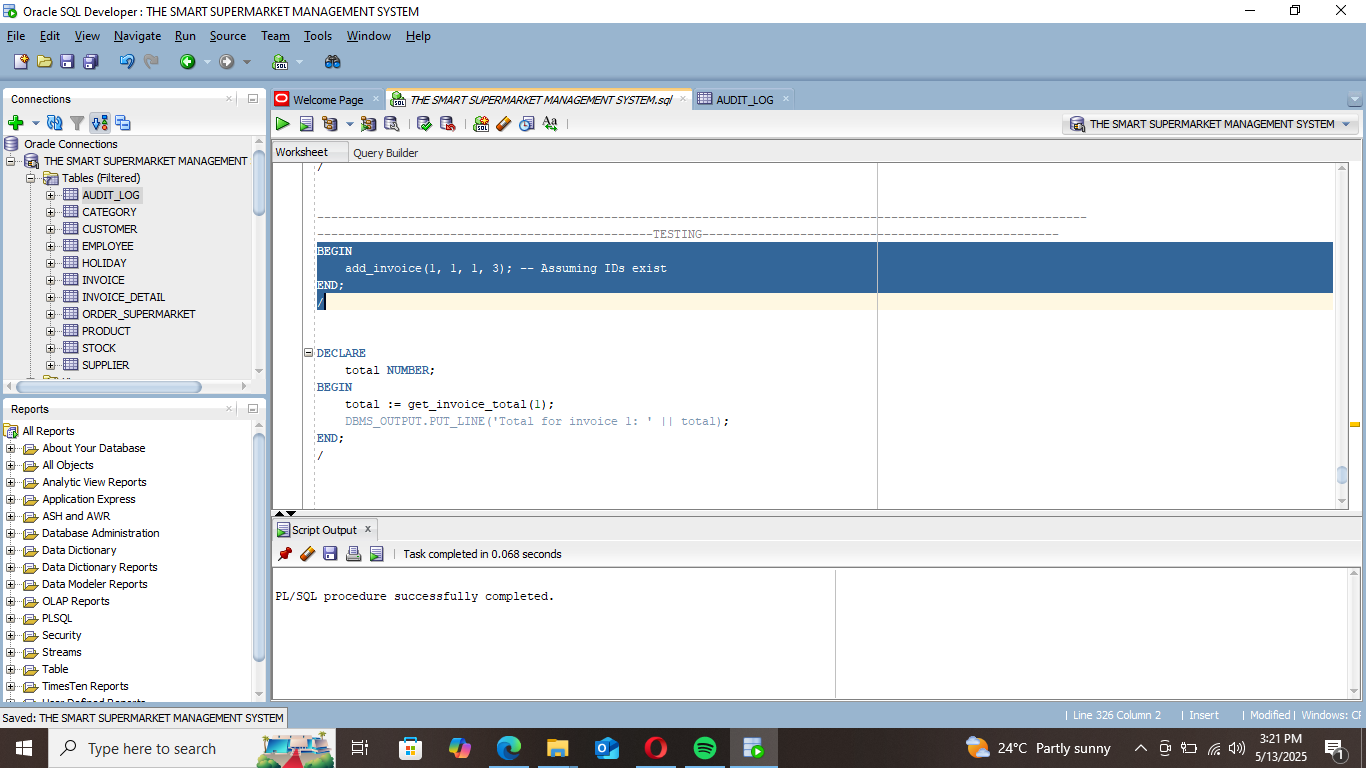 Oracle SQL Developer : THE SMART SUPERMARKET MANAGEMENT SYSTEM
File Edit View Navigate Run Source Team Tools Window Help
Connections
Oracle Connections
THE SMART SUPERMARKET MANAGEMENT
Tables (Filtered)
AUDIT_LOG
CATEGORY
CUSTOMER
EMPLOYEE
HOLIDAY
INVOICE
INVOICE_DETAIL
ORDER_SUPERMARKET
PRODUCT
STOCK
SUPPLIER
Reports
All Reports
About Your Database
All Objects
Analytic View Reports
Application Express
ASH and AWR
Database Administration
Data Dictionary
Data Dictionary Reports
Data Modeler Reports
OLAP Reports
PLSQL
Security
Streams
Table
TimesTen Reports
User Defined Reports
Welcome Page
THE SMART SUPERMARKET MANAGEMENT SYSTEM.sql
AUDIT_LOG
THE SMART SUPERMARKET MANAGEMENT SYSTEM
Worksheet Query Builder
/
--------------------------------------------------------------------------------------------------------------
------------------------------------------------TESTING---------------------------------------------------
BEGIN
add_invoice(1, 1, 1, 3); -- Assuming IDs exist
END;
/
DECLARE
total NUMBER;
BEGIN
total := get_invoice_total(1);
DBMS_OUTPUT.PUT_LINE('Total for invoice 1: ' || total);
END;
/
Script Output
Task completed in 0.068 seconds
PL/SQL procedure successfully completed.
Saved: THE SMART SUPERMARKET MANAGEMENT SYSTEM
Line 326 Column 2 | Insert | Modified | Windows: CF
Type here to search
24°C Partly sunny
3:21 PM
5/13/2025
1